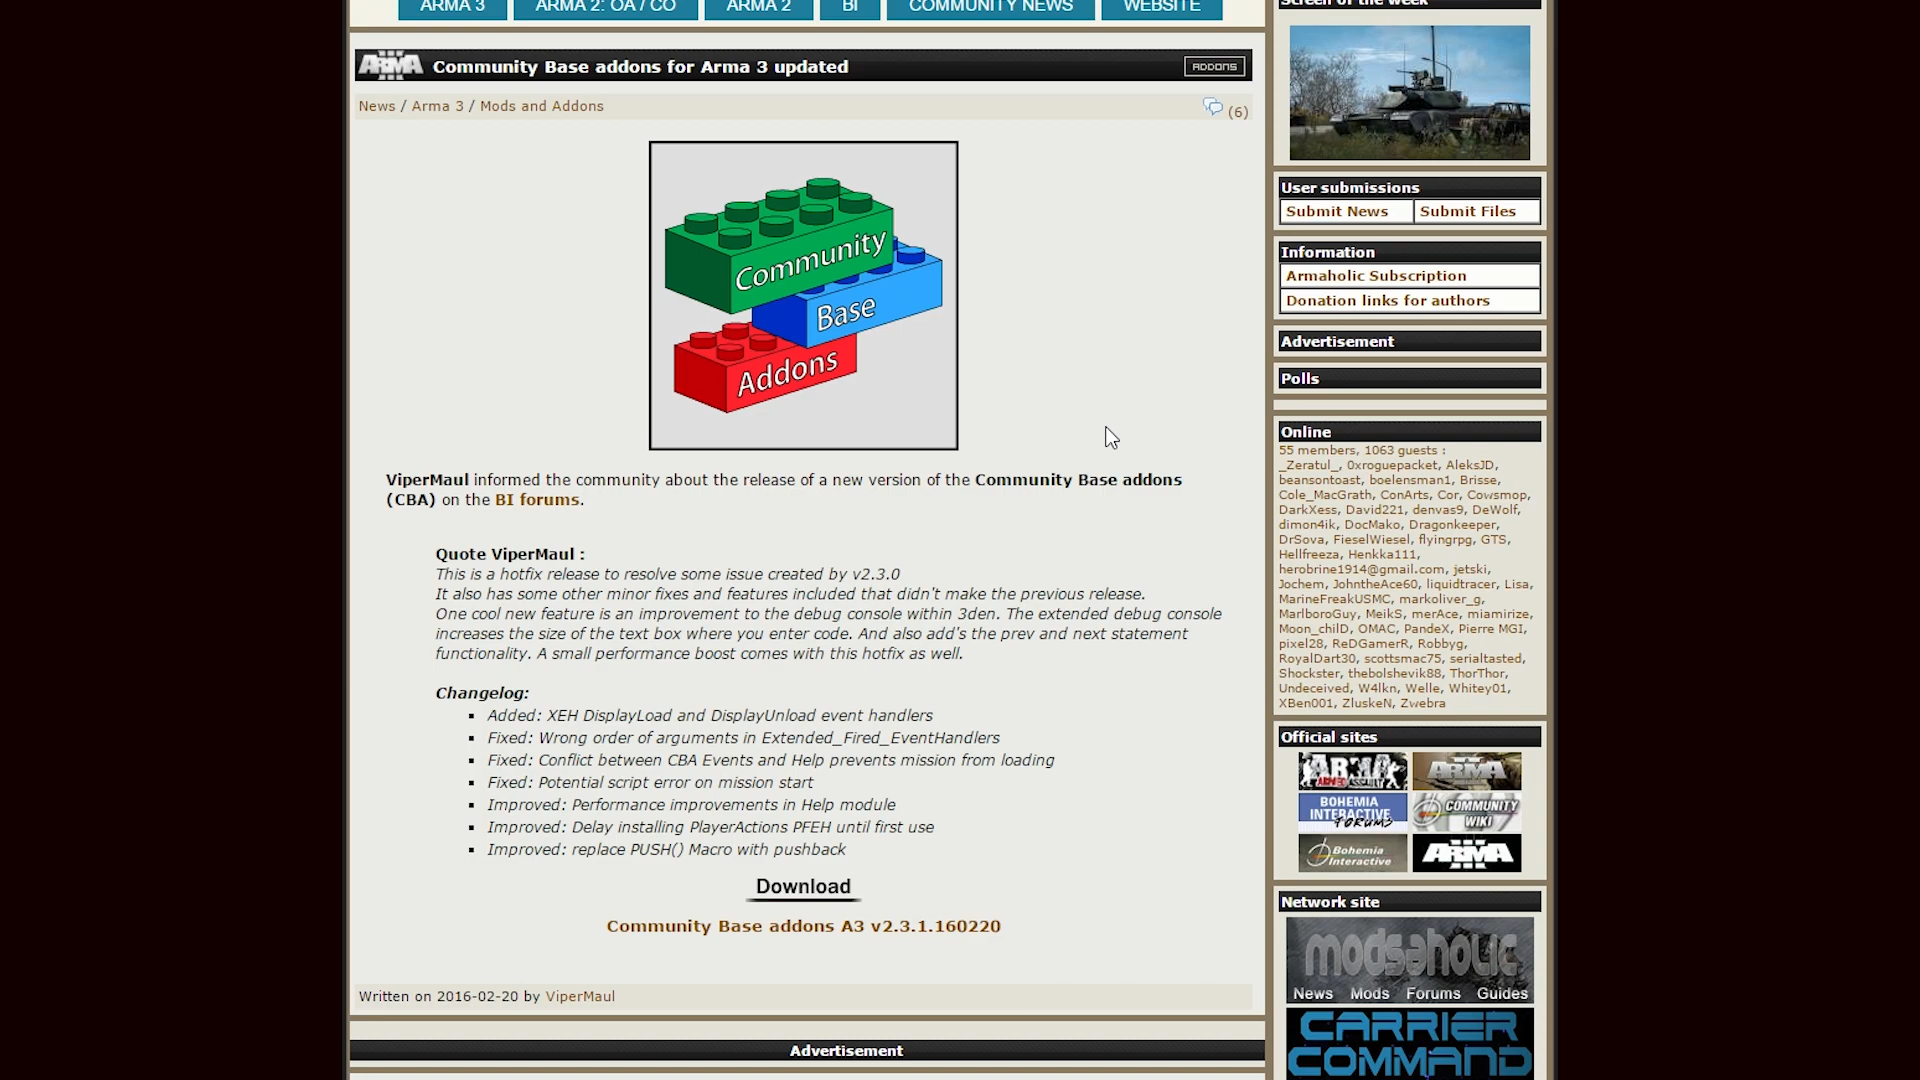 ARMA 3
ARMA 2: OA / CO
ARMA 2
BI
COMMUNITY NEWS
WEBSITE
ARMA III
Community Base addons for Arma 3 updated
ADDONS
News / Arma 3 / Mods and Addons
(6)
Community
Base
Addons
ViperMaul informed the community about the release of a new version of the Community Base addons
(CBA) on the BI forums.
Quote ViperMaul :
This is a hotfix release to resolve some issue created by v2.3.0
It also has some other minor fixes and features included that didn't make the previous release.
One cool new feature is an improvement to the debug console within 3den. The extended debug console
increases the size of the text box where you enter code. And also add's the prev and next statement
functionality. A small performance boost comes with this hotfix as well.
Changelog:
Added: XEH DisplayLoad and DisplayUnload event handlers
Fixed: Wrong order of arguments in Extended_Fired_EventHandlers
Fixed: Conflict between CBA Events and Help prevents mission from loading
Fixed: Potential script error on mission start
Improved: Performance improvements in Help module
Improved: Delay installing PlayerActions PFEH until first use
Improved: replace PUSH() Macro with pushback
Download
Community Base addons A3 v2.3.1.160220
Written on 2016-02-20 by ViperMaul
Advertisement
Screen of the week
User submissions
Submit News
Submit Files
Information
Armaholic Subscription
Donation links for authors
Advertisement
Polls
Online
55 members, 1063 guests :
_Zeratul_, 0xroguepacket, AleksJD,
beansontoast, boelensman1, Brisse,
Cole_MacGrath, ConArts, Cor, Cowsmop,
DarkXess, David221, denvas9, DeWolf,
dimon4ik, DocMako, Dragonkeeper,
DrSova, FieselWiesel, flyingrpg, GTS,
Hellfreeza, Henkka111,
herobrine1914@gmail.com, jetski,
Jochem, JohntheAce60, liquidtracer, Lisa,
MarineFreakUSMC, markoliver_g,
MarlboroGuy, MeikS, merAce, miamirize,
Moon_chilD, OMAC, PandeX, Pierre MGI,
pixel28, ReDGamerR, Robbyg,
RoyalDart30, scottsmac75, serialtasted,
Shockster, thebolshevik88, ThorThor,
Undeceived, W4lkn, Welle, Whitey01,
XBen001, ZluskeN, Zwebra
Official sites
ARMA
ARMED ASSAULT
ARMA
BOHEMIA
INTERACTIVE
FORUMS
COMMUNITY
WIKI
Bohemia
Interactive
ARMA III
Network site
modsaholic
News Mods Forums Guides
CARRIER
COMMAND